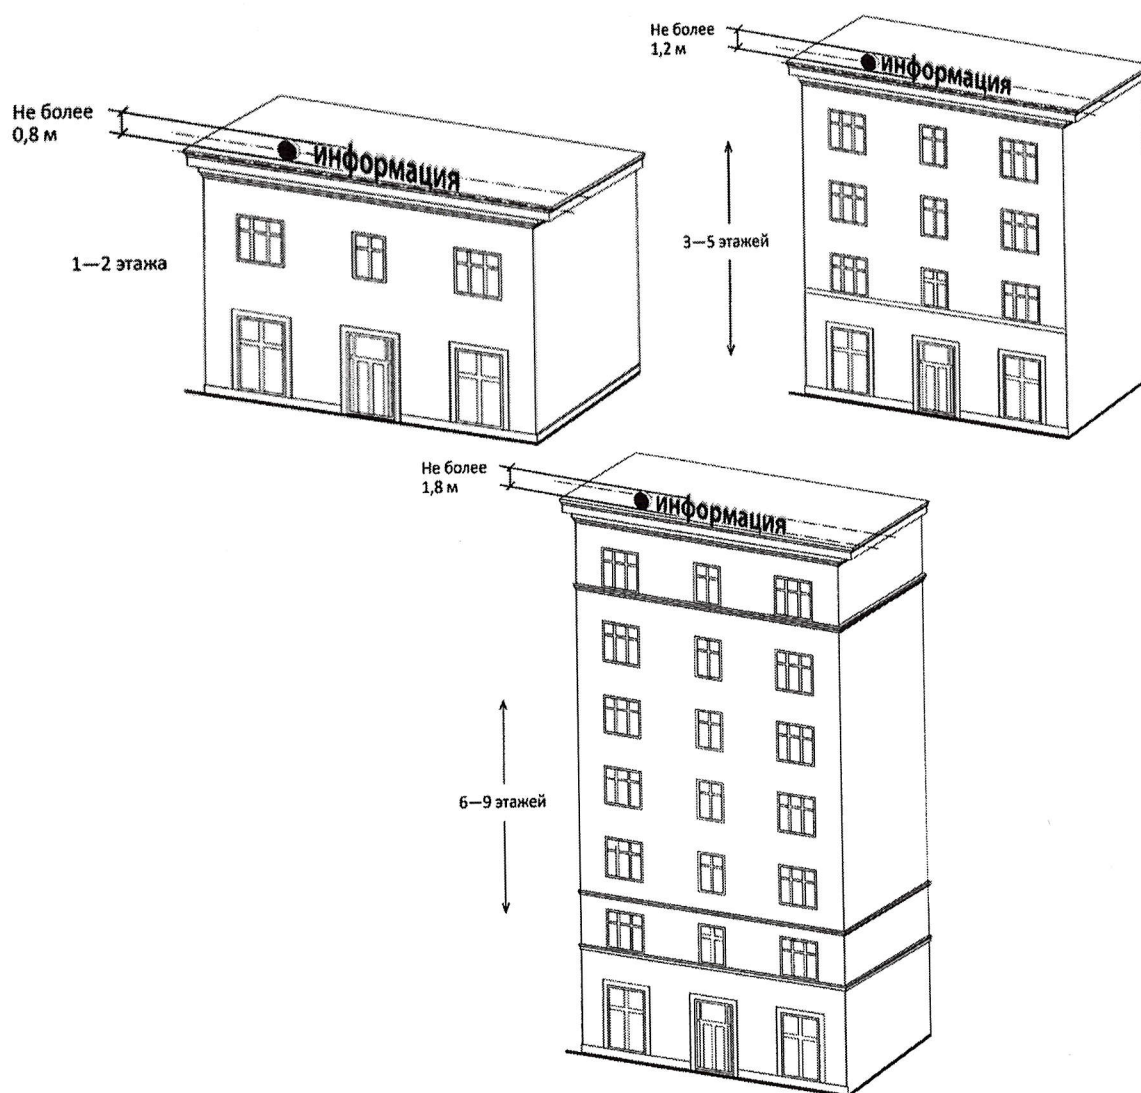 Не более
1,2 м
информация
Не более
0,8 м
информация
3—5 этажей
1—2 этажа
Не более
1,8 м
информация
6—9 этажей